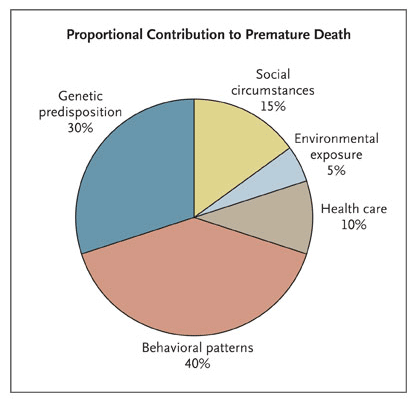 Proportional Contribution to Premature Death
Social
circumstances
15%
Genetic
predisposition
30%
Environmental
exposure
5%
Health care
10%
Behavioral patterns
40%